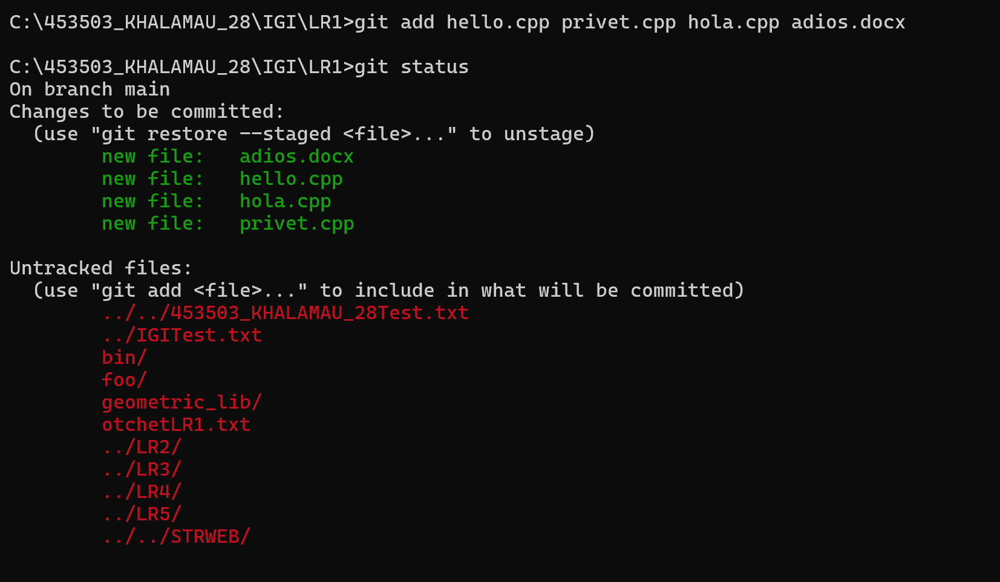 C:\453503_KHALAMAU_28\IGI\LR1>git add hello.cpp privet.cpp hola.cpp adios.docx
C:\453503_KHALAMAU_28\IGI\LR1>git status
On branch main
Changes to be committed:
  (use "git restore --staged <file>..." to unstage)
        new file:   adios.docx
        new file:   hello.cpp
        new file:   hola.cpp
        new file:   privet.cpp
Untracked files:
  (use "git add <file>..." to include in what will be committed)
        ../../453503_KHALAMAU_28Test.txt
        ../IGITest.txt
        bin/
        foo/
        geometric_lib/
        otchetLR1.txt
        ../LR2/
        ../LR3/
        ../LR4/
        ../LR5/
        ../../STRWEB/